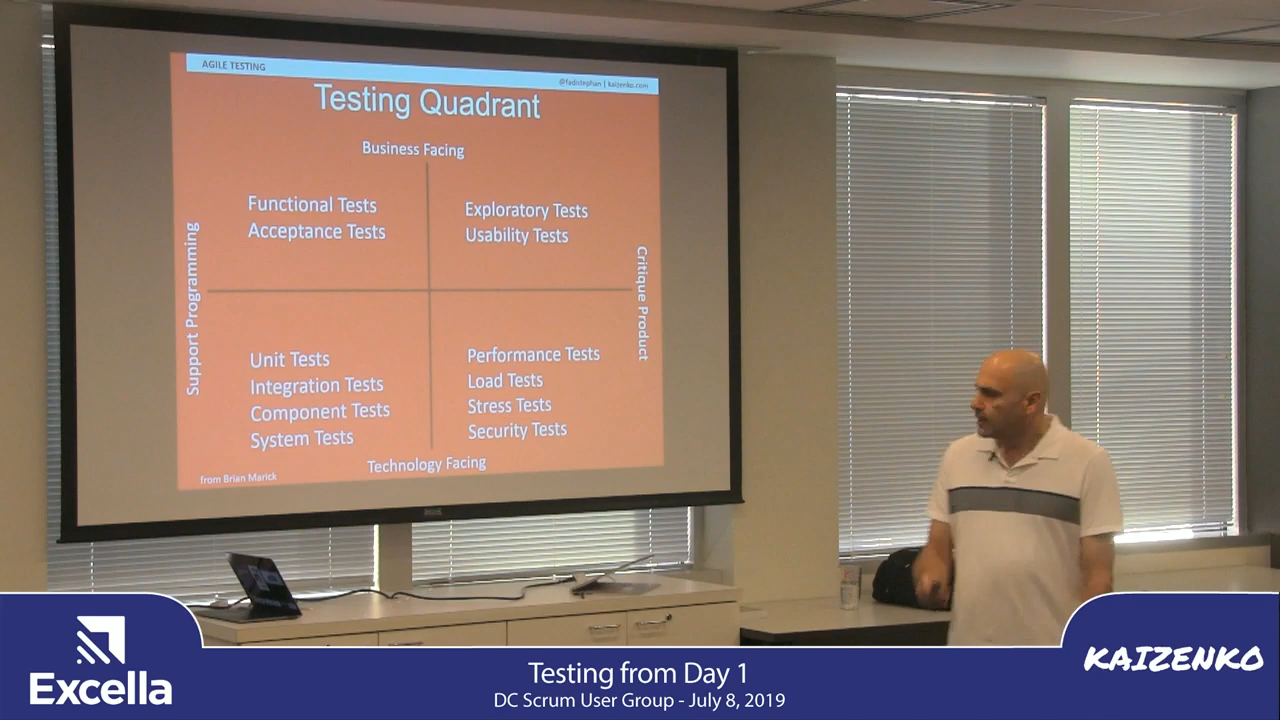 AGILE TESTING
@fadistephan | kaizenko.com
Testing Quadrant
Business Facing
Functional Tests
Acceptance Tests
Exploratory Tests
Usability Tests
Support Programming
Critique Product
Unit Tests
Integration Tests
Component Tests
System Tests
Performance Tests
Load Tests
Stress Tests
Security Tests
Technology Facing
from Brian Marick
Excella
Testing from Day 1
DC Scrum User Group - July 8, 2019
KAIZENKO